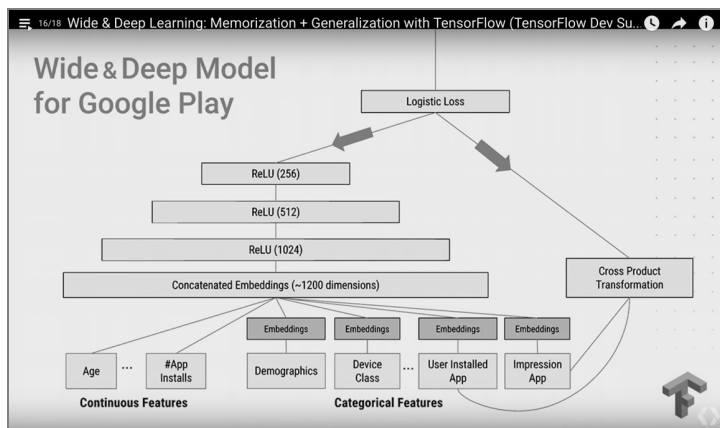 16/18 Wide & Deep Learning: Memorization + Generalization with TensorFlow (TensorFlow Dev Su...
Wide & Deep Model
for Google Play
Logistic Loss
ReLU (256)
ReLU (512)
ReLU (1024)
Concatenated Embeddings (~1200 dimensions)
Cross Product
Transformation
Embeddings
Embeddings
Embeddings
Embeddings
Age
...
#App
Installs
Demographics
Device
Class
...
User Installed
App
Impression
App
Continuous Features
Categorical Features